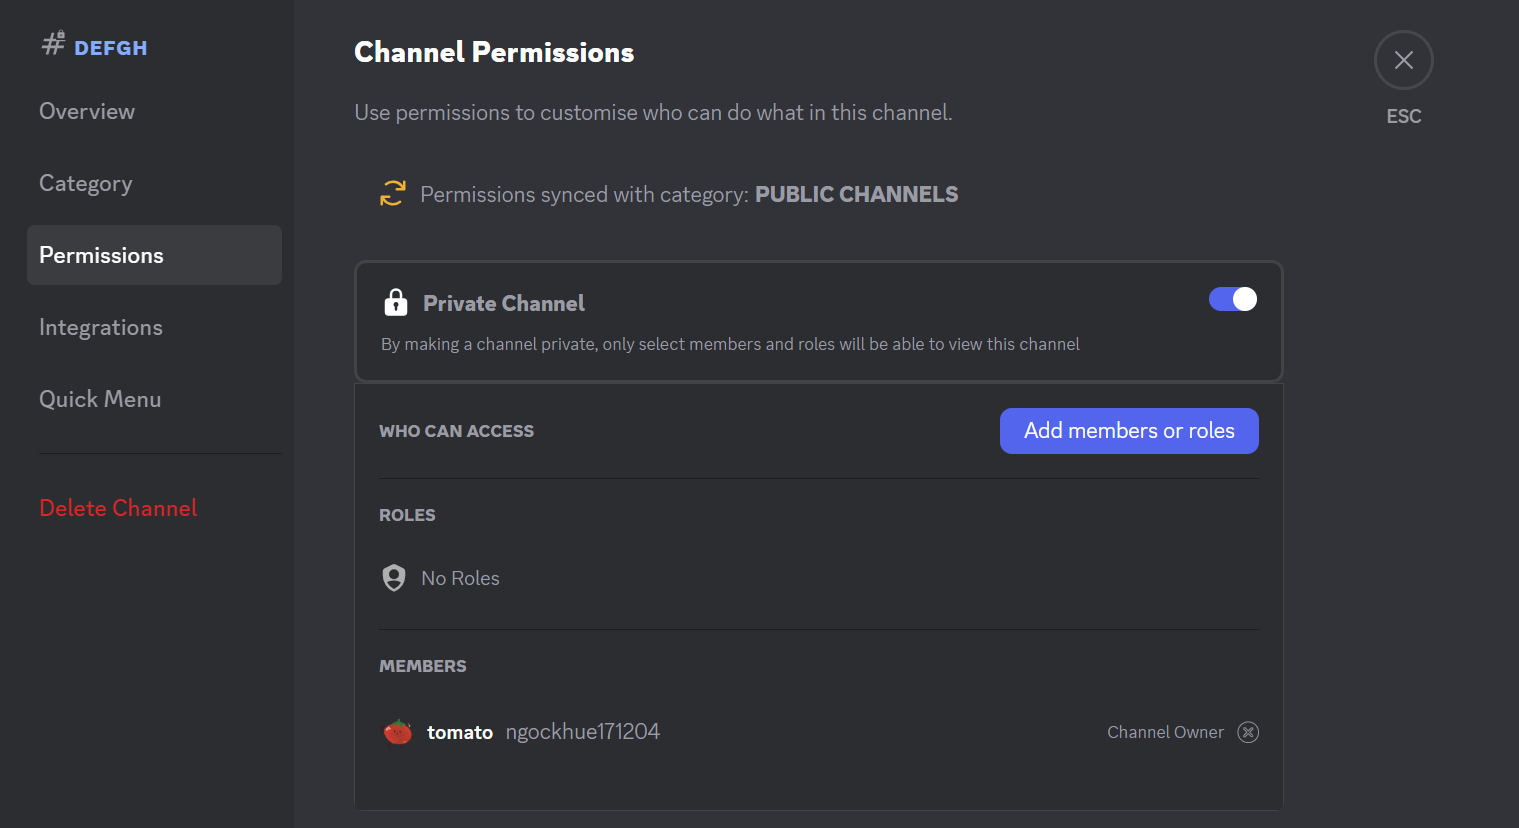 DEFGH
Overview
Category
Permissions
Integrations
Quick Menu
Delete Channel
Channel Permissions
Use permissions to customise who can do what in this channel.
Permissions synced with category: PUBLIC CHANNELS
Private Channel
By making a channel private, only select members and roles will be able to view this channel
WHO CAN ACCESS
Add members or roles
ROLES
No Roles
MEMBERS
tomato ngockhue171204
Channel Owner
ESC